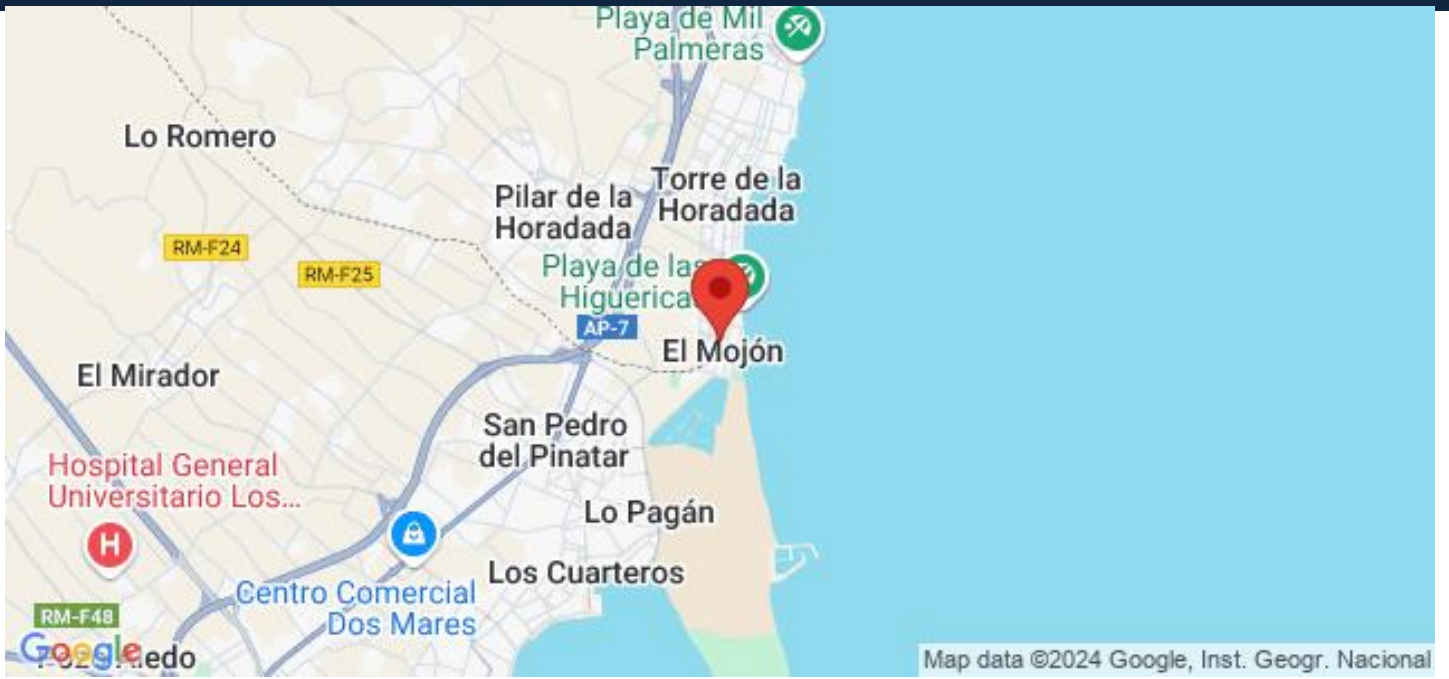 Playa de Mil
Palmeras
Lo Romero
Pilar de la
Horadada
Torre de la
Horadada
RM-F24
RM-F25
Playa de las
AP-7
El Mojón
El Mirador
San Pedro
del Pinatar
Hospital General
Universitario Los...
H
Lo Pagán
Los Cuarteros
Centro Comercial
Dos Mares
RM-F48
Google
Map data ©2024 Google, Inst. Geogr. Nacional